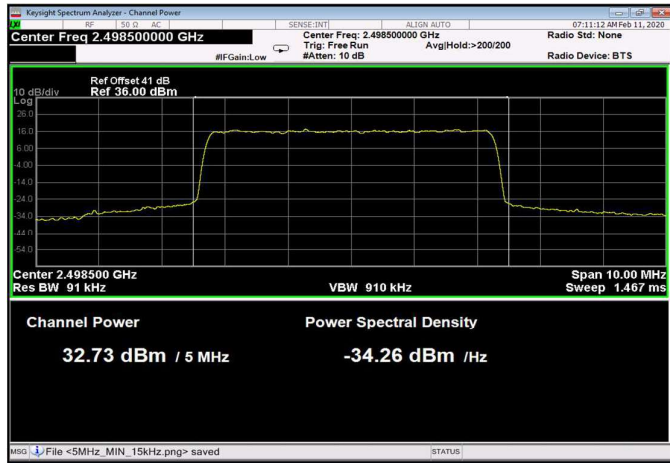 Keysight Spectrum Analyzer - Channel Power
RF 50 Ω AC SENSE:INT ALIGN AUTO 07:11:12 AM Feb 11, 2020
Center Freq 2.498500000 GHz Center Freq: 2.498500000 GHz Radio Std: None
Trig: Free Run Avg|Hold:>200/200
#IFGain:Low #Atten: 10 dB Radio Device: BTS
Ref Offset 41 dB
10 dB/div Ref 36.00 dBm
Log
26.0
16.0
6.00
-4.00
-14.0
-24.0
-34.0
-44.0
-54.0
Center 2.498500 GHz Span 10.00 MHz
Res BW 91 kHz VBW 910 kHz Sweep 1.467 ms
Channel Power Power Spectral Density
32.73 dBm / 5 MHz -34.26 dBm /Hz
MSG File <5MHz_MIN_15kHz.png> saved STATUS